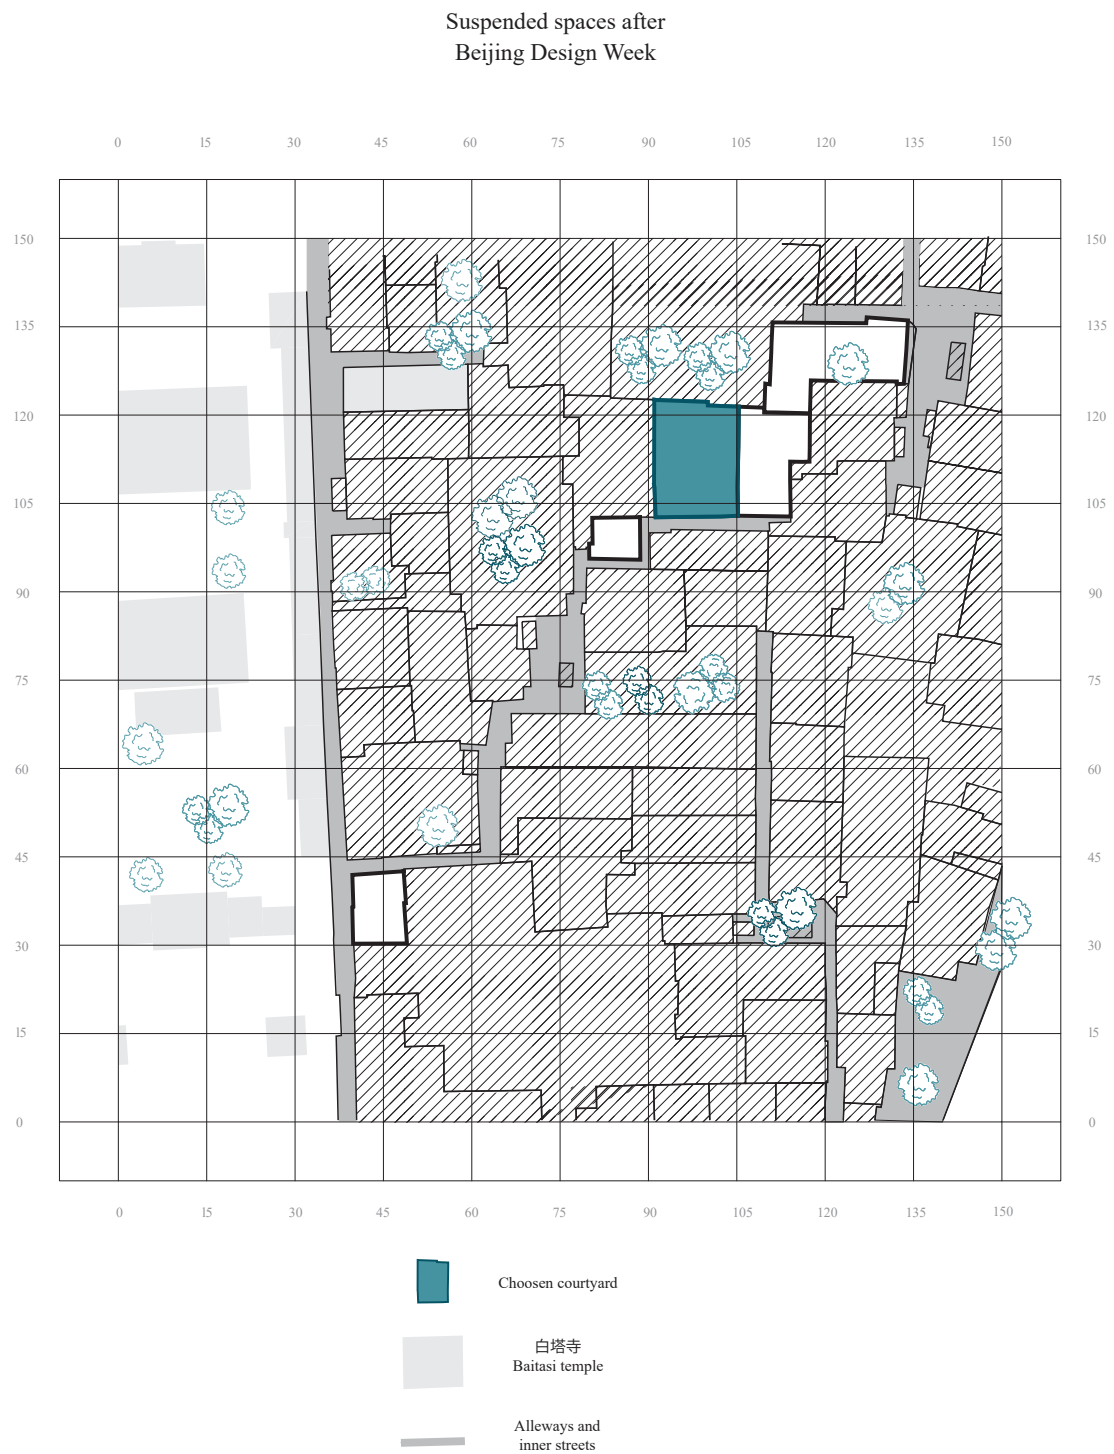 Suspended spaces after
Beijing Design Week
0 15 30 45 60 75 90 105 120 135 150
150 150
135 135
120 120
105 105
90 90
75 75
60 60
45 45
30 30
15 15
0 0
0 15 30 45 60 75 90 105 120 135 150
Choosen courtyard
白塔寺
Baitasi temple
Alleways and
inner streets